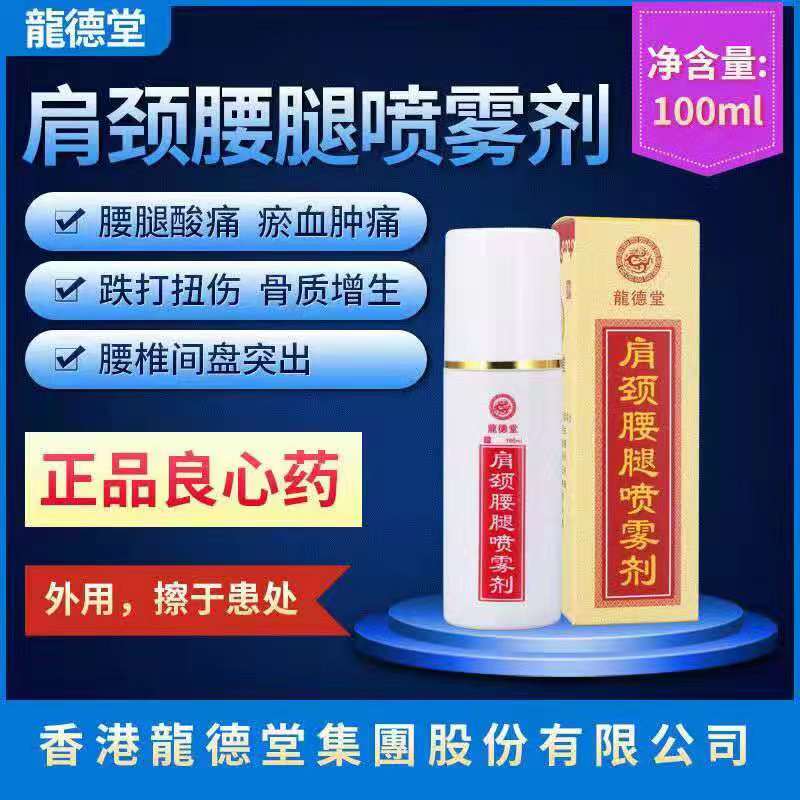 龍德堂
净含量:
100ml
肩颈腰腿喷雾剂
腰腿酸痛 瘀血肿痛
跌打扭伤 骨质增生
腰椎间盘突出
正品良心药
外用，擦于患处
龍德堂
100ml
肩颈腰腿喷雾剂
龍德堂
肩颈腰腿喷雾剂
香港龍德堂集團股份有限公司